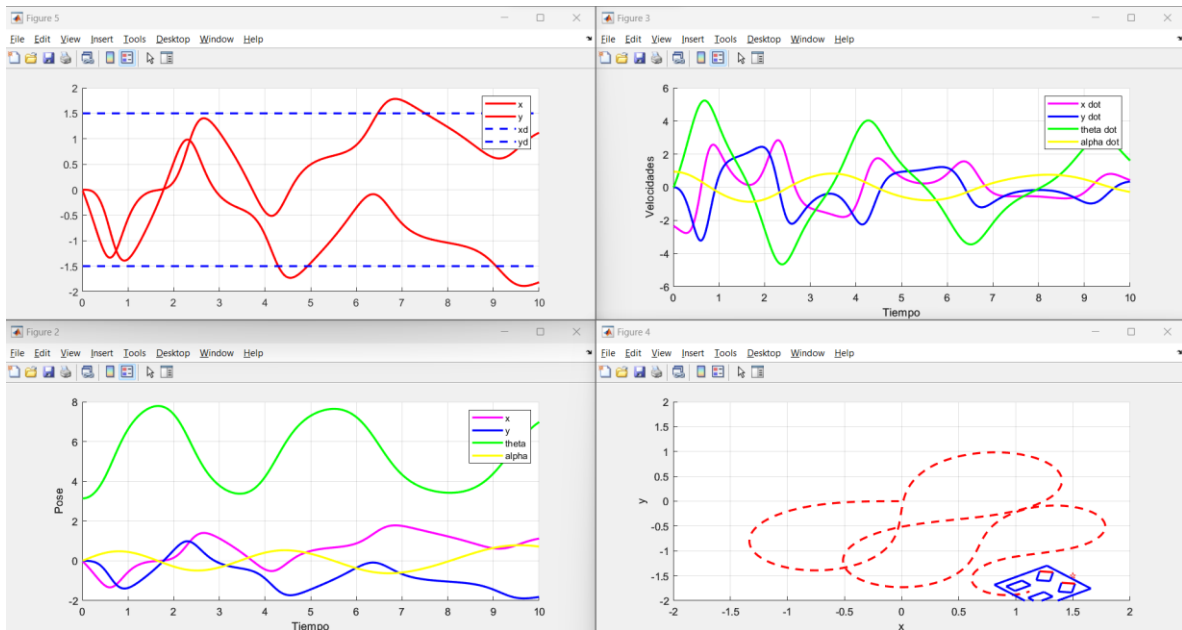 Figure 5
File Edit View Insert Tools Desktop Window Help
2
1.5
1
0.5
0
-0.5
-1
-1.5
-2
0 1 2 3 4 5 6 7 8 9 10
x
y
xd
yd
Figure 3
File Edit View Insert Tools Desktop Window Help
Velocidades
6
4
2
0
-2
-4
-6
0 1 2 3 4 5 6 7 8 9 10
Tiempo
x dot
y dot
theta dot
alpha dot
Figure 2
File Edit View Insert Tools Desktop Window Help
Pose
8
6
4
2
0
-2
0 1 2 3 4 5 6 7 8 9 10
Tiempo
x
y
theta
alpha
Figure 4
File Edit View Insert Tools Desktop Window Help
y
2
1.5
1
0.5
0
-0.5
-1
-1.5
-2
-2 -1.5 -1 -0.5 0 0.5 1 1.5 2
x